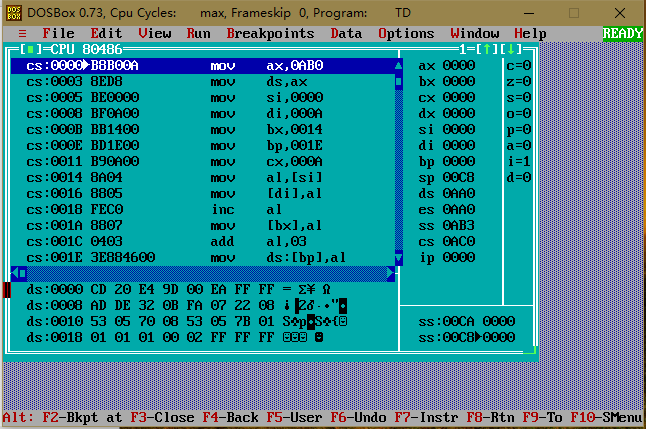 DOSBox 0.73, Cpu Cycles: max, Frameskip 0, Program: TD
≡ File Edit View Run Breakpoints Data Options Window Help READY
[■]=CPU 80486 1=[↑][↓]
cs:0000►B8B00A mov ax,0AB0 ax 0000 c=0
cs:0003 8ED8 mov ds,ax bx 0000 z=0
cs:0005 BE0000 mov si,0000 cx 0000 s=0
cs:0008 BF0A00 mov di,000A dx 0000 o=0
cs:000B BB1400 mov bx,0014 si 0000 p=0
cs:000E BD1E00 mov bp,001E di 0000 a=0
cs:0011 B90A00 mov cx,000A bp 0000 i=1
cs:0014 8A04 mov al,[si] sp 00C8 d=0
cs:0016 8805 mov [di],al ds 0AA0
cs:0018 FEC0 inc al es 0AA0
cs:001A 8807 mov [bx],al ss 0AB3
cs:001C 0403 add al,03 cs 0AC0
cs:001E 3E884600 mov ds:[bp],al ip 0000
ds:0000 CD 20 E4 9D 00 EA FF FF = Σ¥ Ω
ds:0008 AD DE 32 0B FA 07 22 08
ds:0010 53 05 70 08 53 05 7B 01 S♣p◘S♣{☺ ss:00CA 0000
ds:0018 01 01 01 00 02 FF FF FF ☺☺☺ ☻ ss:00C8►0000
Alt: F2-Bkpt at F3-Close F4-Back F5-User F6-Undo F7-Instr F8-Rtn F9-To F10-SMenu